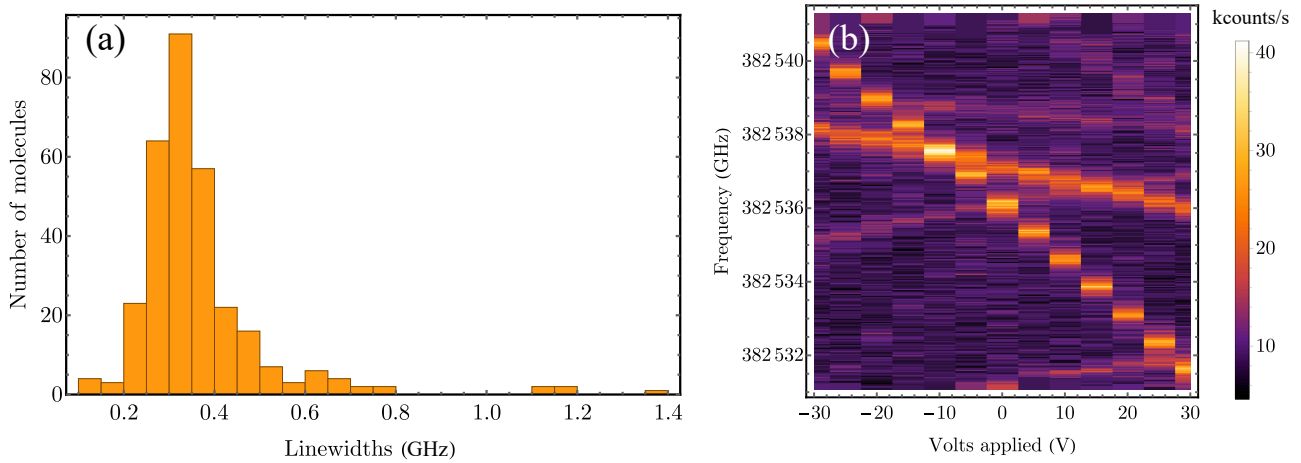 (a)
Number of molecules
80
60
40
20
0
0.2 0.4 0.6 0.8 1.0 1.2 1.4
Linewidths (GHz)
(b)
Frequency (GHz)
382 540
382 538
382 536
382 534
382 532
−30 −20 −10 0 10 20 30
Volts applied (V)
kcounts/s
40
30
20
10